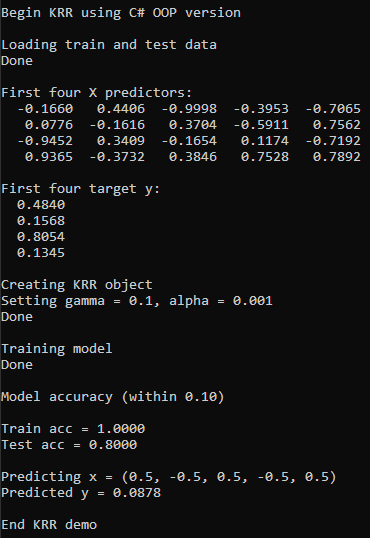 Begin KRR using C# OOP version
Loading train and test data
Done
First four X predictors:
-0.1660 0.4406 -0.9998 -0.3953 -0.7065
0.0776 -0.1616 0.3704 -0.5911 0.7562
-0.9452 0.3409 -0.1654 0.1174 -0.7192
0.9365 -0.3732 0.3846 0.7528 0.7892
First four target y:
0.4840
0.1568
0.8054
0.1345
Creating KRR object
Setting gamma = 0.1, alpha = 0.001
Done
Training model
Done
Model accuracy (within 0.10)
Train acc = 1.0000
Test acc = 0.8000
Predicting x = (0.5, -0.5, 0.5, -0.5, 0.5)
Predicted y = 0.0878
End KRR demo